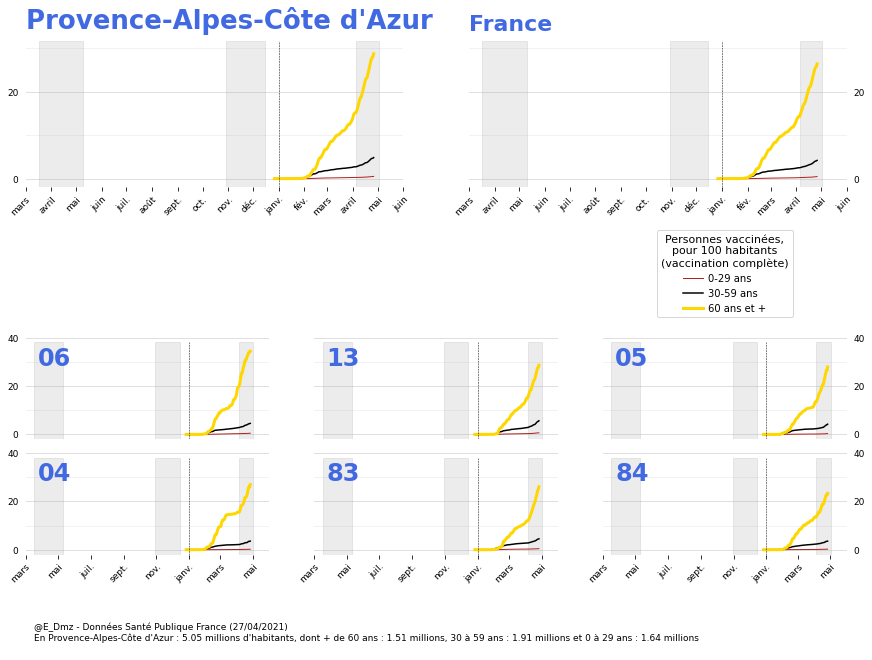 Provence-Alpes-Côte d'Azur
France
20
0
mars avril mai juin juil. août sept. oct. nov. déc. janv. fév. mars avril mai juin
20
0
mars avril mai juin juil. août sept. oct. nov. déc. janv. fév. mars avril mai juin
Personnes vaccinées,
pour 100 habitants
(vaccination complète)
0-29 ans
30-59 ans
60 ans et +
40
20
0
06
13
05
40
20
0
40
20
0
04
83
84
40
20
0
mars mai juil. sept. nov. janv. mars mai
mars mai juil. sept. nov. janv. mars mai
mars mai juil. sept. nov. janv. mars mai
@E_Dmz - Données Santé Publique France (27/04/2021)
En Provence-Alpes-Côte d'Azur : 5.05 millions d'habitants, dont + de 60 ans : 1.51 millions, 30 à 59 ans : 1.91 millions et 0 à 29 ans : 1.64 millions